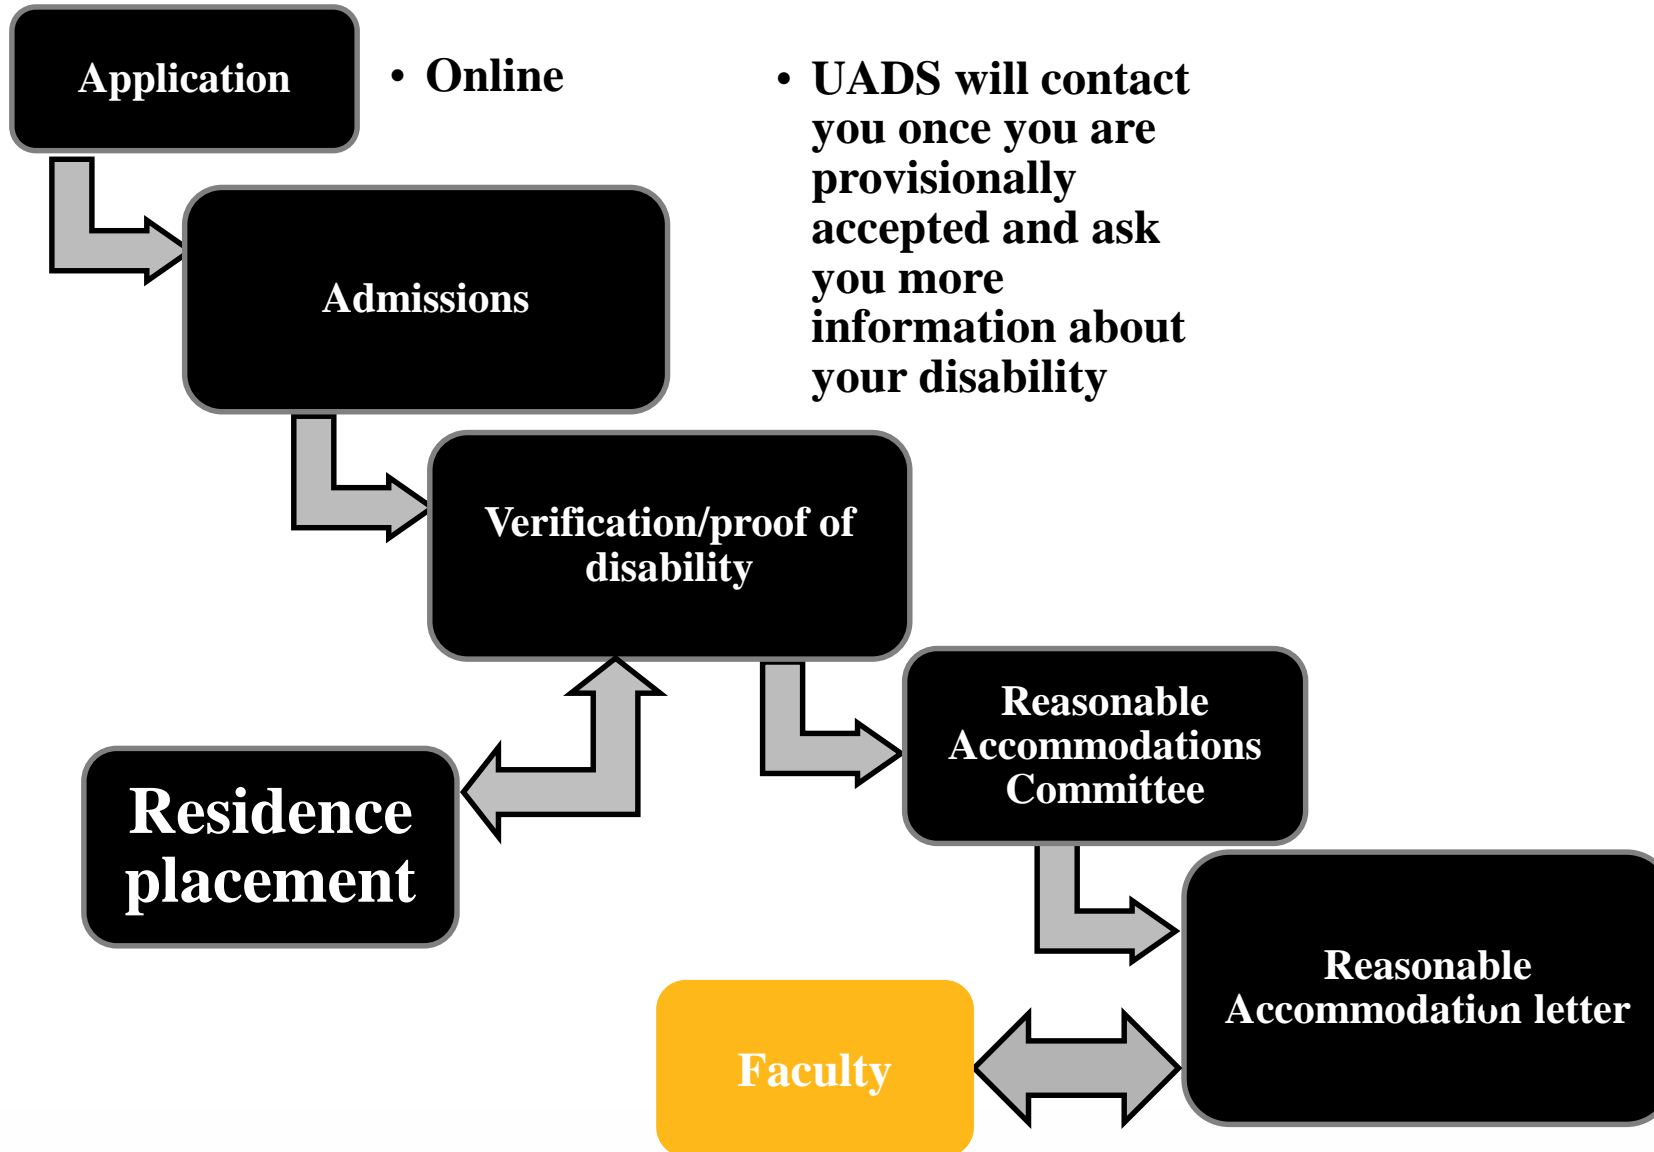 Application
• Online
• UADS will contact
you once you are
provisionally
accepted and ask
you more
information about
your disability
Admissions
Verification/proof of
disability
Reasonable
Accommodations
Committee
Residence
placement
Reasonable
Accommodation letter
Faculty